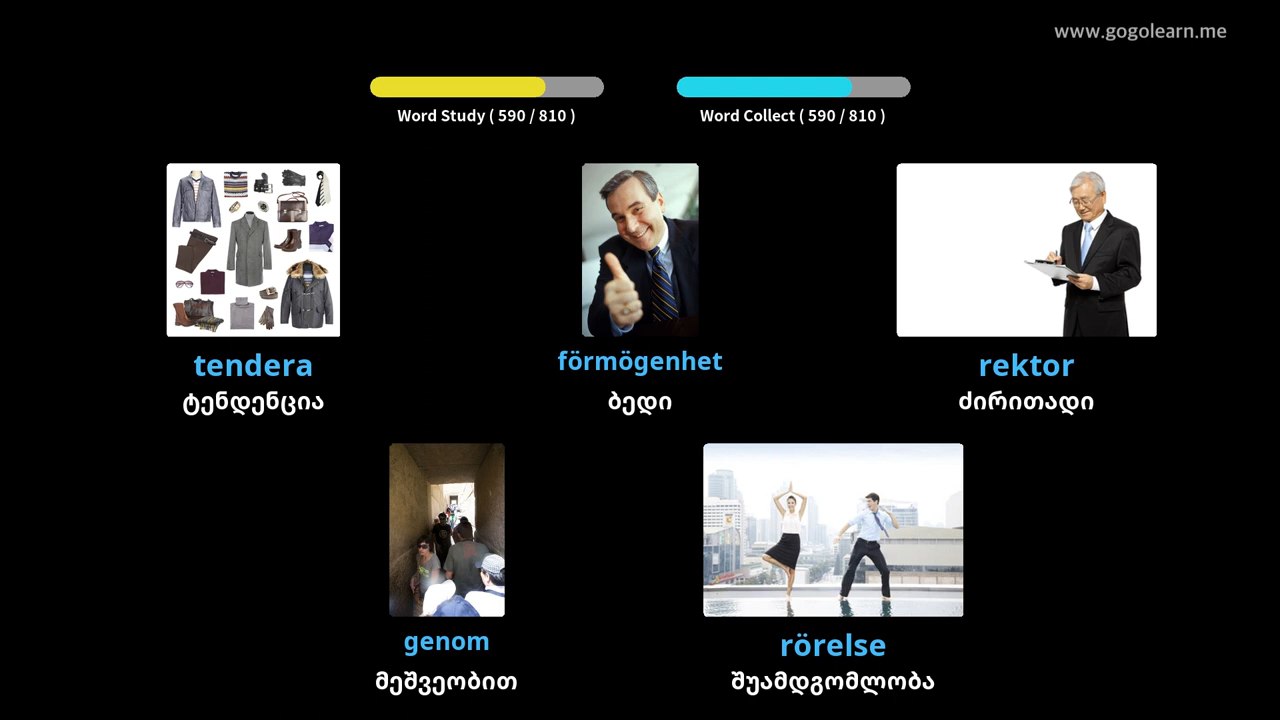 www.gogolearn.me
Word Study ( 590 / 810 )
Word Collect ( 590 / 810 )
tendera
ტენდენცია
förmögenhet
ბედი
rektor
ძირითადი
genom
მეშვეობით
rörelse
შუამდგომლობა